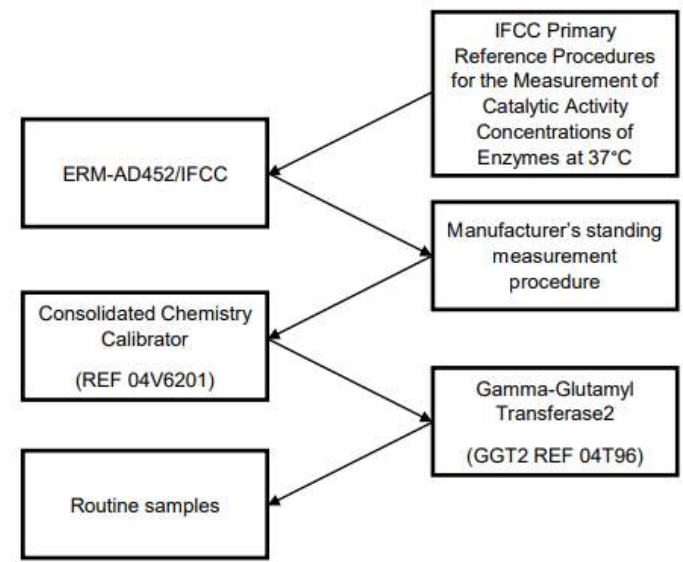 IFCC Primary
Reference Procedures
for the Measurement of
Catalytic Activity
Concentrations of
Enzymes at 37°C
ERM-AD452/IFCC
Manufacturer's standing
measurement
procedure
Consolidated Chemistry
Calibrator
(REF 04V6201)
Gamma-Glutamyl
Transferase2
(GGT2 REF 04T96)
Routine samples